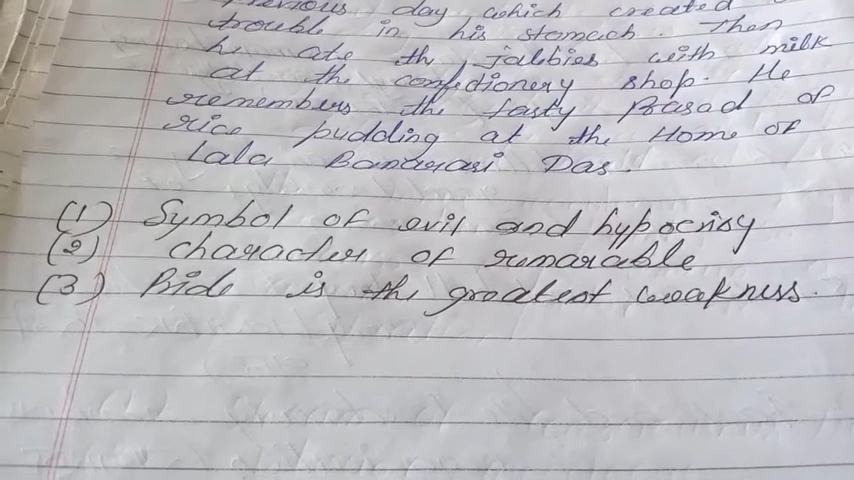 previous day, which created
trouble in his stomach. Then
he ate the jalebies with milk
at the confectionery shop. He
remembers the tasty Prasad of
rice pudding at the Home of
Lala Banarasi Das.
(1) Symbol of evil and hypocrisy
(2) character of remarable
(3) Pride is the greatest weakness.